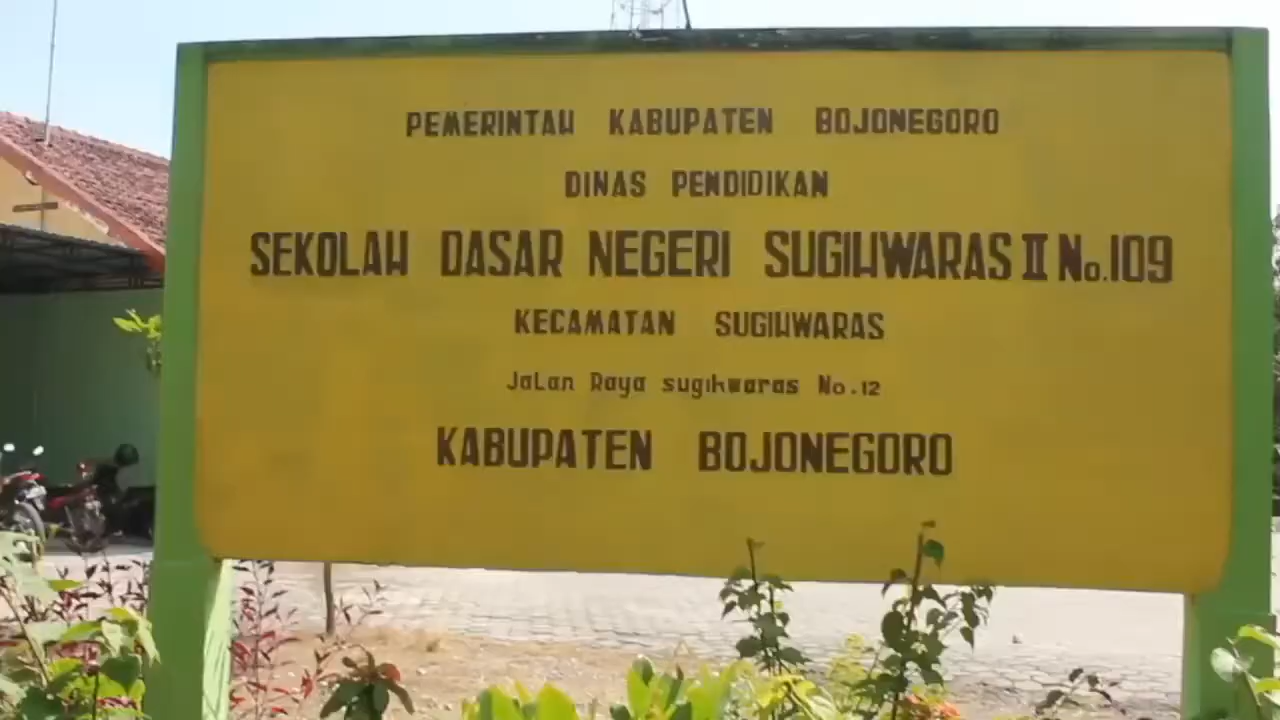 PEMERINTAH KABUPATEN BOJONEGORO
DINAS PENDIDIKAN
SEKOLAH DASAR NEGERI SUGIHWARAS II No.109
KECAMATAN SUGIHWARAS
Jalan Raya sugihwaras No.12
KABUPATEN BOJONEGORO